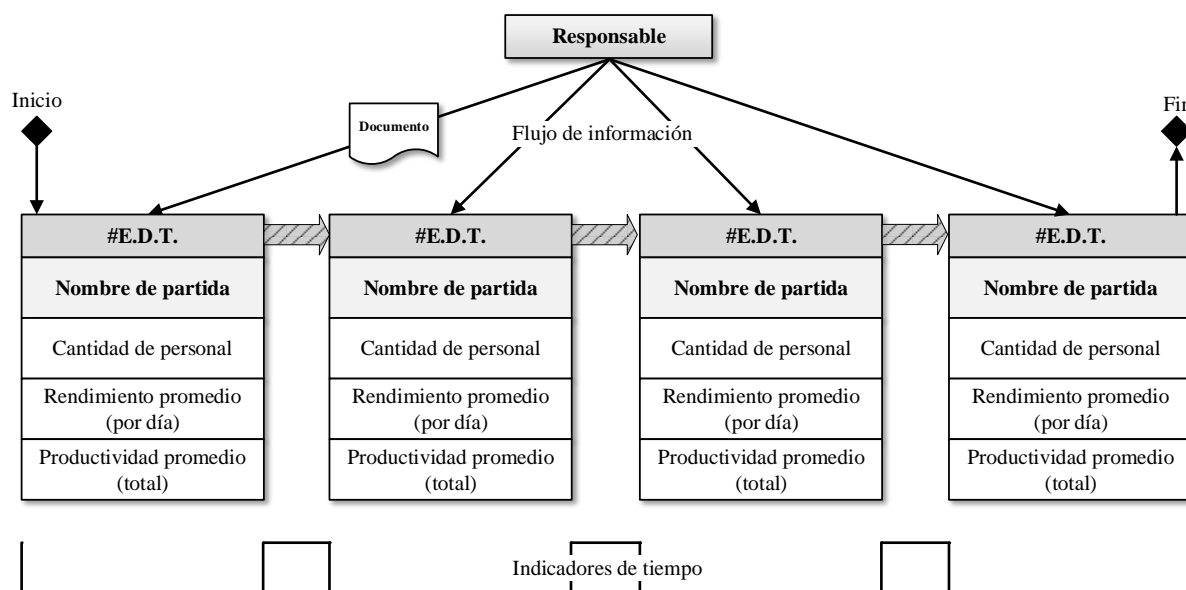 Responsable
Inicio
Documento
Flujo de información
Fin
#E.D.T.
#E.D.T.
#E.D.T.
#E.D.T.
Nombre de partida
Nombre de partida
Nombre de partida
Nombre de partida
Cantidad de personal
Cantidad de personal
Cantidad de personal
Cantidad de personal
Rendimiento promedio
(por día)
Rendimiento promedio
(por día)
Rendimiento promedio
(por día)
Rendimiento promedio
(por día)
Productividad promedio
(total)
Productividad promedio
(total)
Productividad promedio
(total)
Productividad promedio
(total)
Indicadores de tiempo